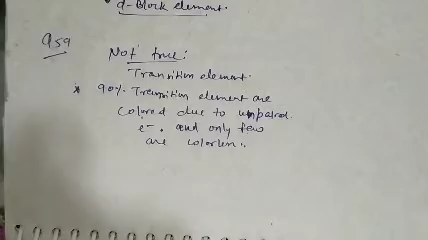 d-Block element.
Q59
Not true:
Transition element.
* 90% Transition element are
colored due to unpaired
e-. and only few
are colorless.